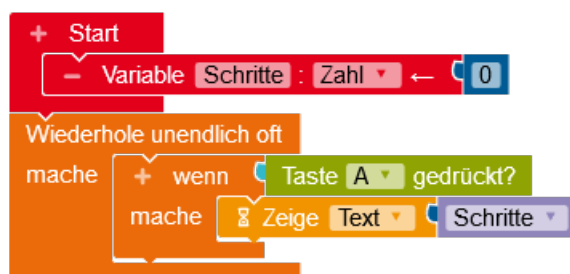 + Start
− Variable Schritte : Zahl ← 0
Wiederhole unendlich oft
mache + wenn Taste A gedrückt?
mache Zeige Text Schritte